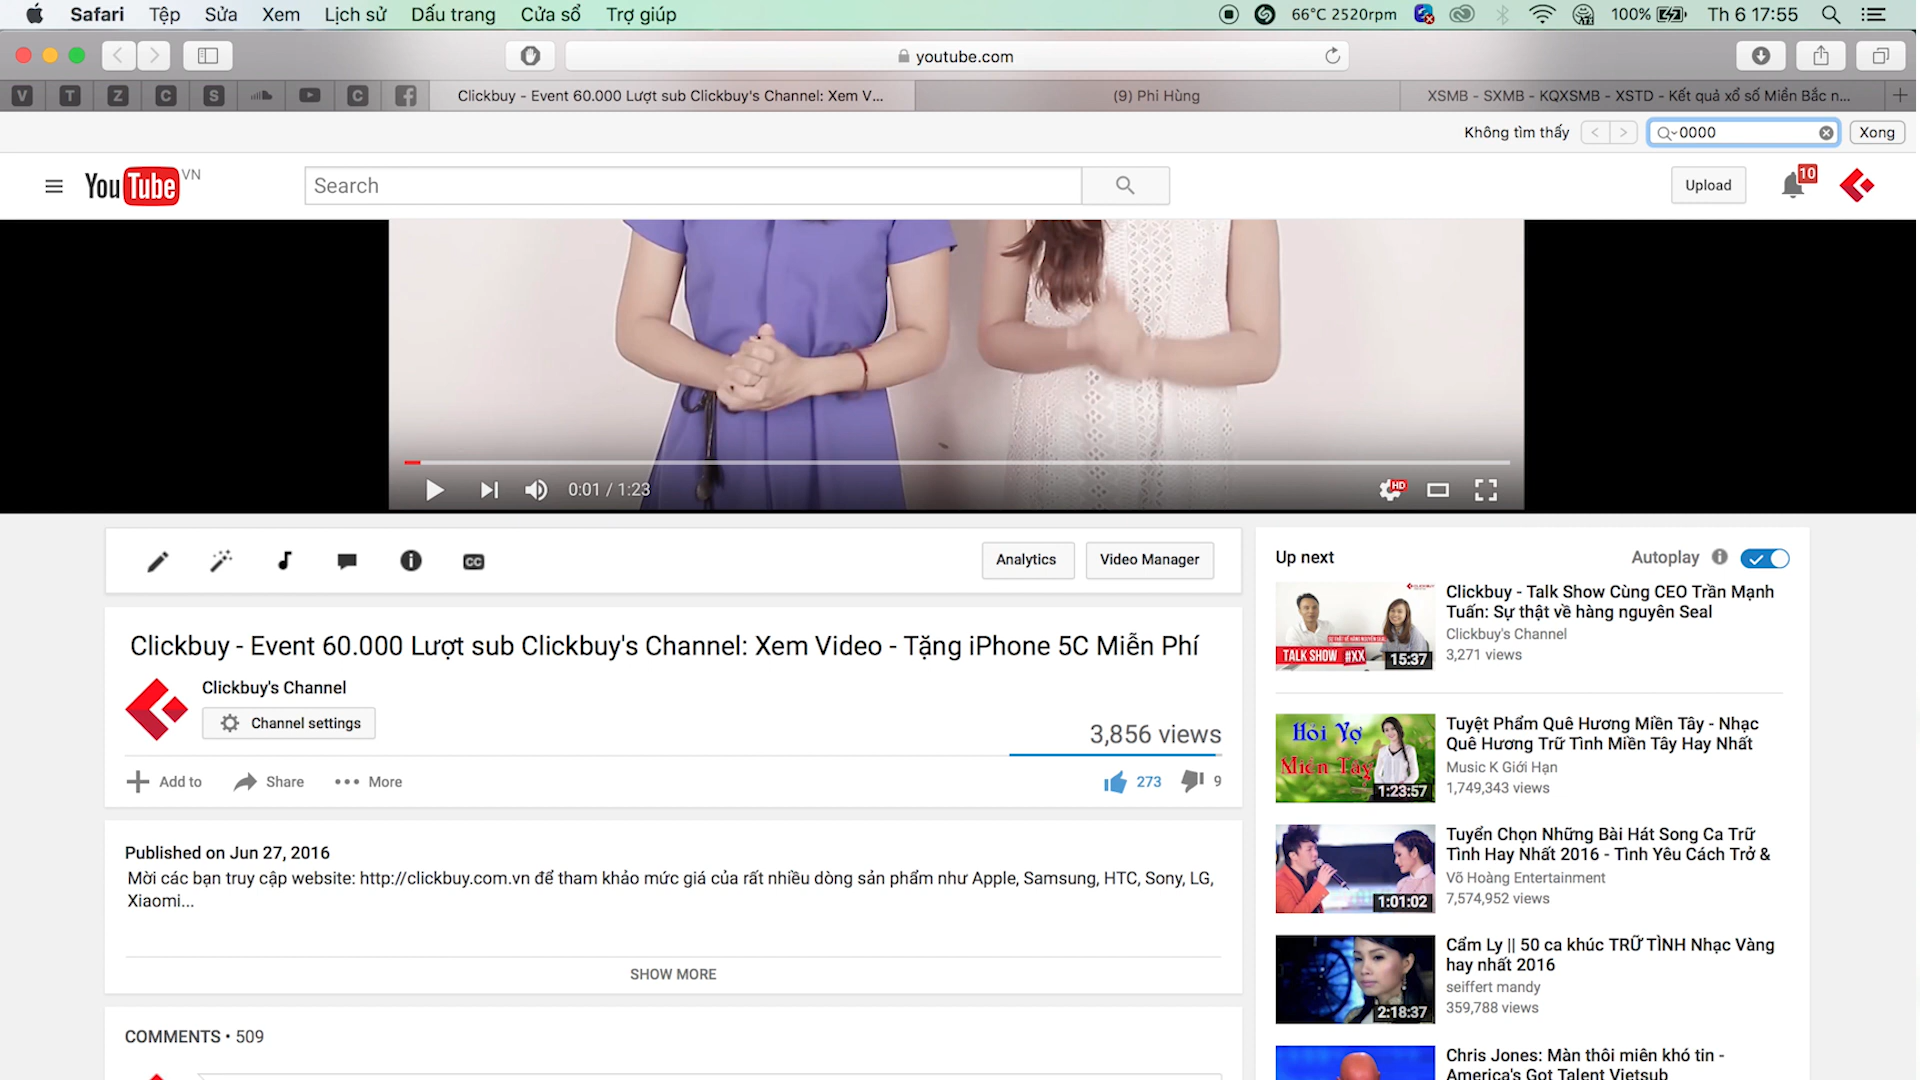 Safari Tệp Sửa Xem Lịch sử Dấu trang Cửa sổ Trợ giúp 66°C 2520rpm 100% Th 6 17:55
youtube.com
V T Z C S C Clickbuy - Event 60.000 Lượt sub Clickbuy's Channel: Xem V... (9) Phi Hùng XSMB - SXMB - KQXSMB - XSTD - Kết quả xổ số Miền Bắc n...
Không tìm thấy 0000 Xong
YouTube VN Search Upload 10
0:01 / 1:23 HD
CC Analytics Video Manager
Clickbuy - Event 60.000 Lượt sub Clickbuy's Channel: Xem Video - Tặng iPhone 5C Miễn Phí
Clickbuy's Channel
Channel settings
3,856 views
Add to Share More 273 9
Published on Jun 27, 2016
Mời các bạn truy cập website: http://clickbuy.com.vn để tham khảo mức giá của rất nhiều dòng sản phẩm như Apple, Samsung, HTC, Sony, LG,
Xiaomi...
SHOW MORE
COMMENTS • 509
Up next Autoplay
TALK SHOW #XX 15:37
Clickbuy - Talk Show Cùng CEO Trần Mạnh
Tuấn: Sự thật về hàng nguyên Seal
Clickbuy's Channel
3,271 views
Hỏi Vợ
Miền Tây
1:23:57
Tuyệt Phẩm Quê Hương Miền Tây - Nhạc
Quê Hương Trữ Tình Miền Tây Hay Nhất
Music K Giới Hạn
1,749,343 views
1:01:02
Tuyển Chọn Những Bài Hát Song Ca Trữ
Tình Hay Nhất 2016 - Tình Yêu Cách Trở &
Võ Hoàng Entertainment
7,574,952 views
2:18:37
Cẩm Ly || 50 ca khúc TRỮ TÌNH Nhạc Vàng
hay nhất 2016
seiffert mandy
359,788 views
Chris Jones: Màn thôi miên khó tin -
America's Got Talent Vietsub